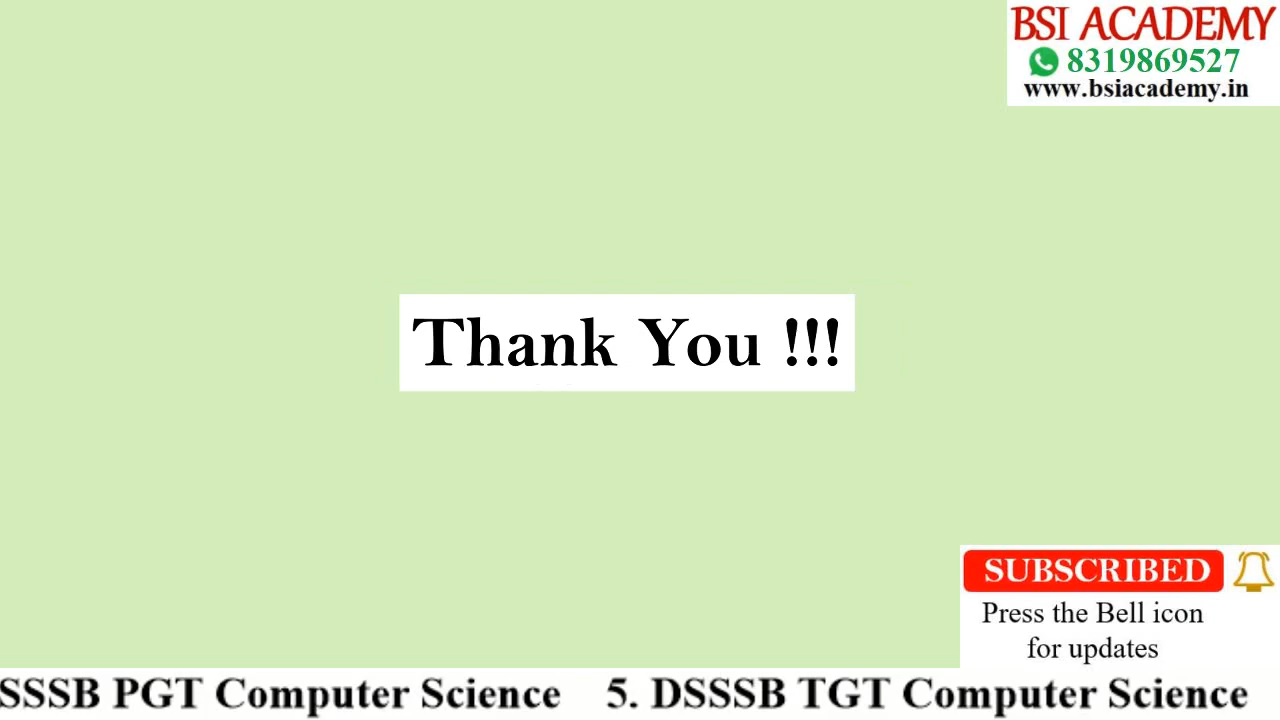 BSI ACADEMY
8319869527
www.bsiacademy.in
Thank You !!!
SUBSCRIBED
Press the Bell icon
for updates
SSSB PGT Computer Science 5. DSSSB TGT Computer Science